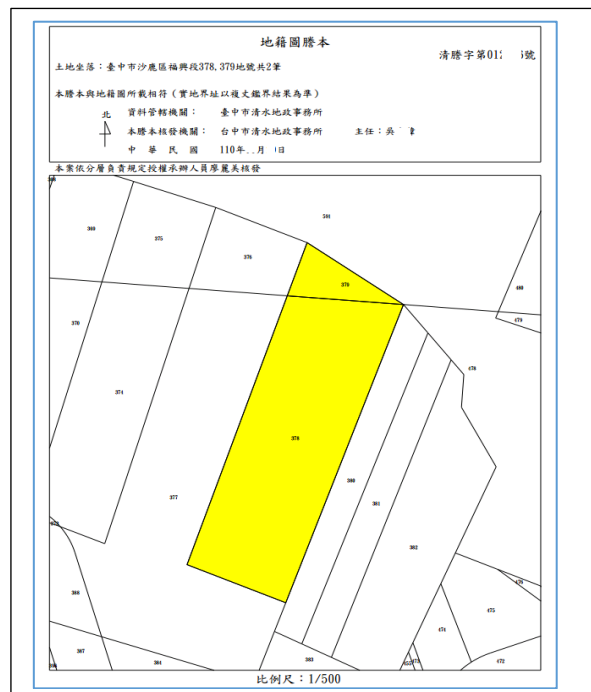 地籍圖謄本
清謄字第012 5號
土地坐落：臺中市沙鹿區福興段378,379地號共2筆
本謄本與地籍圖所載相符（實地界址以複丈鑑界結果為準）
北
資料管轄機關： 臺中市清水地政事務所
本謄本核發機關： 台中市清水地政事務所 主任：吳
中 華 民 國 110年 月 日
本案依分層負責規定授權承辦人員廖麗美核發
501
369 375 376 379
480
479
370
478
374
378
377
380
381
382
368
476
475
474
367 384 383 473 472
比例尺：1/500